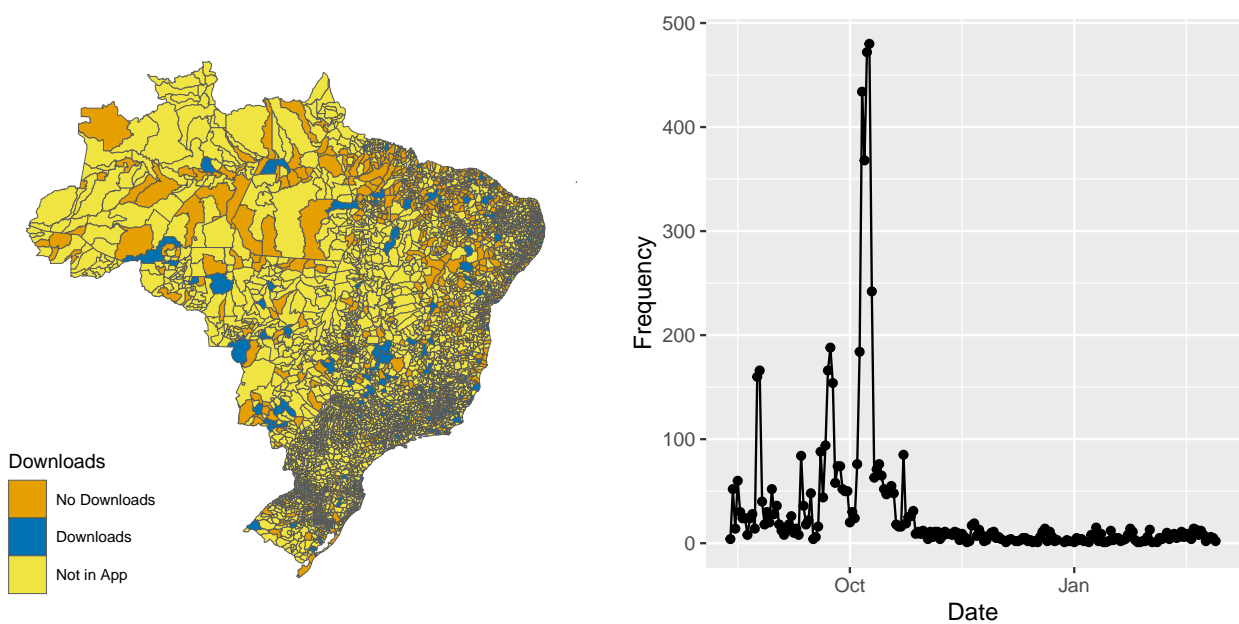 Downloads
No Downloads
Downloads
Not in App
500
400
300
200
100
0
Frequency
Oct
Jan
Date